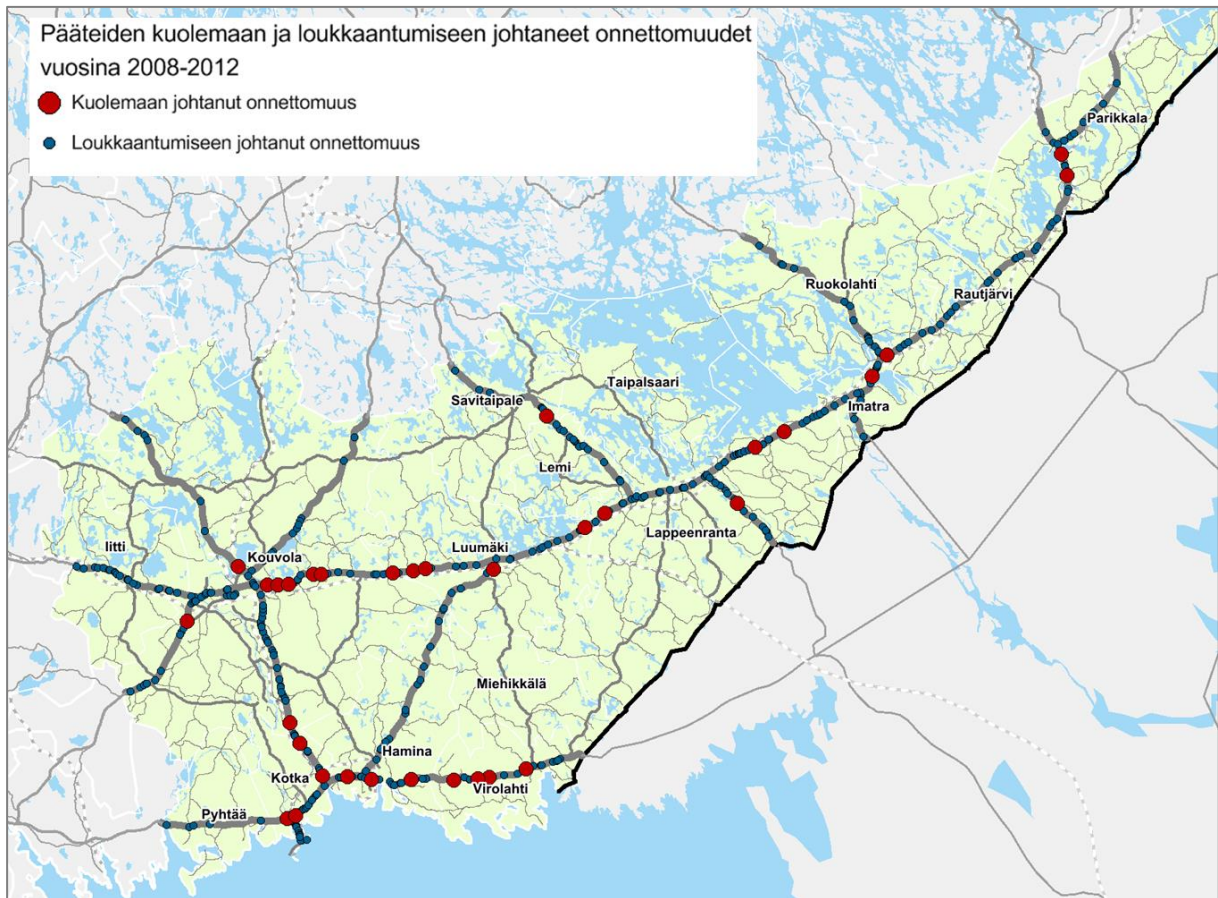 Pääteiden kuolemaan ja loukkaantumiseen johtaneet onnettomuudet
vuosina 2008-2012
Kuolemaan johtanut onnettomuus
Loukkaantumiseen johtanut onnettomuus
Parikkala
Ruokolahti
Rautjärvi
Taipalsaari
Savitaipale
Imatra
Lemi
Lappeenranta
Iitti
Kouvola
Luumäki
Miehikkälä
Hamina
Kotka
Virolahti
Pyhtää